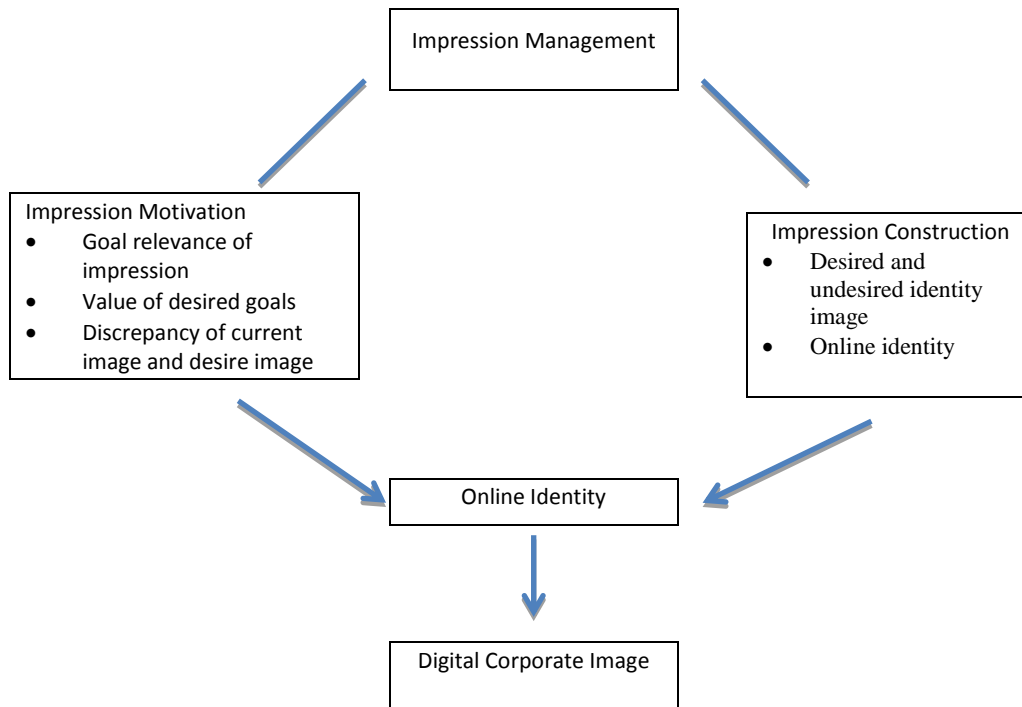 Impression Management
Impression Motivation
• Goal relevance of
impression
• Value of desired goals
• Discrepancy of current
image and desire image
Impression Construction
• Desired and
undesired identity
image
• Online identity
Online Identity
Digital Corporate Image